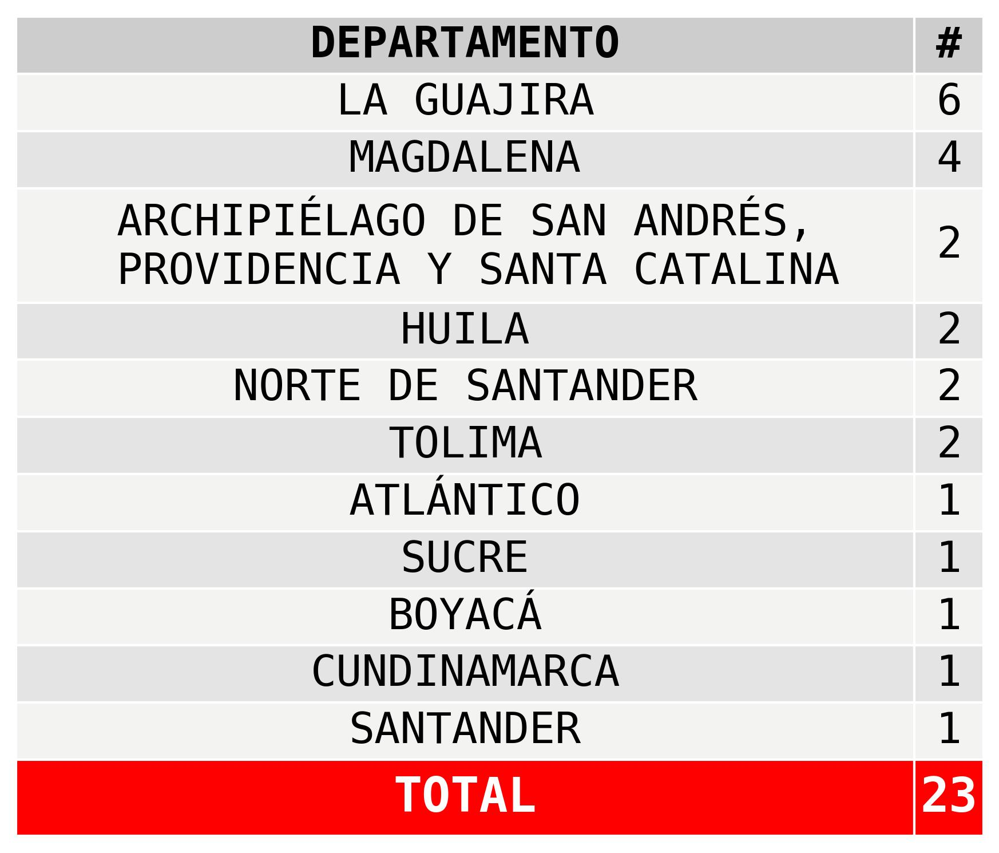 DEPARTAMENTO #
LA GUAJIRA 6
MAGDALENA 4
ARCHIPIÉLAGO DE SAN ANDRÉS,
PROVIDENCIA Y SANTA CATALINA 2
HUILA 2
NORTE DE SANTANDER 2
TOLIMA 2
ATLÁNTICO 1
SUCRE 1
BOYACÁ 1
CUNDINAMARCA 1
SANTANDER 1
TOTAL 23